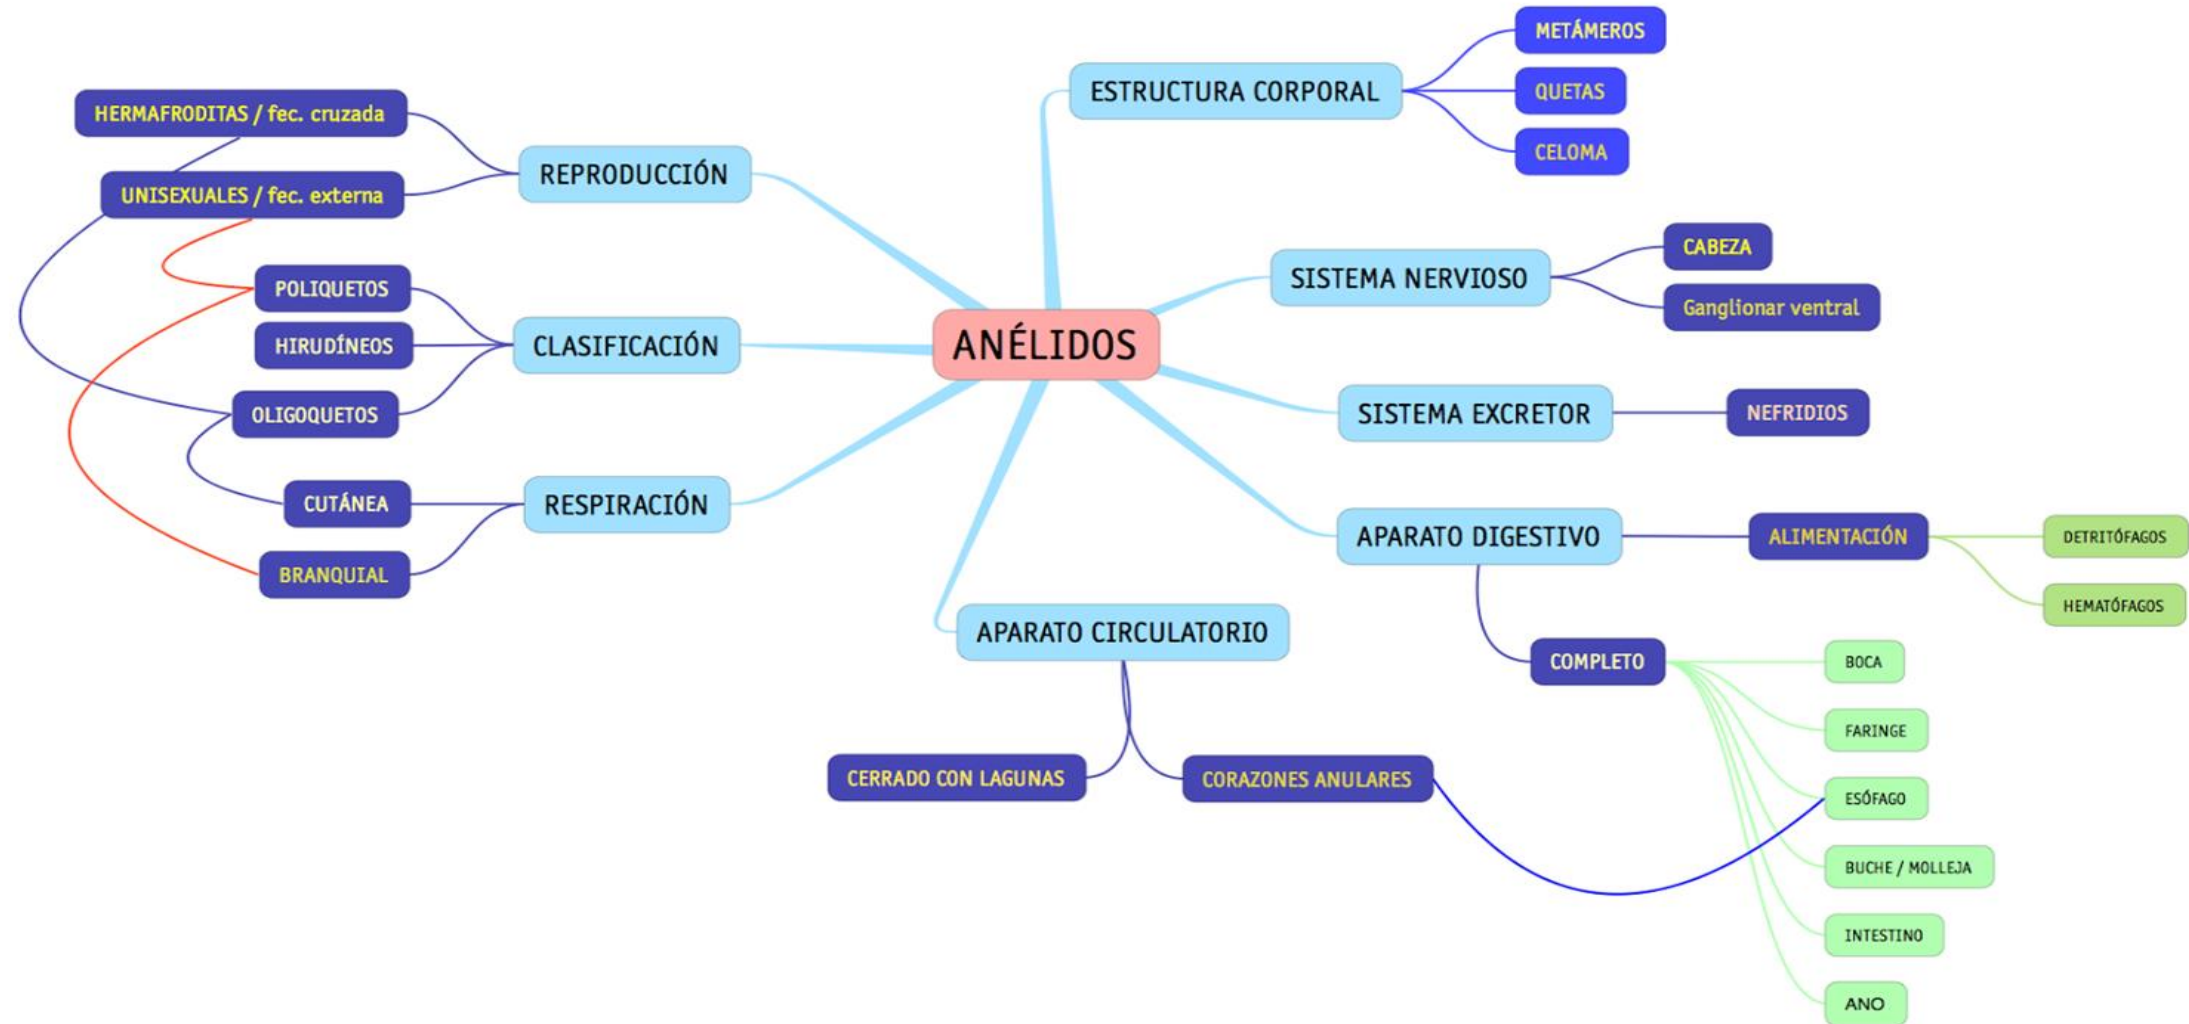 ANÉLIDOS
ESTRUCTURA CORPORAL
METÁMEROS
QUETAS
CELOMA
SISTEMA NERVIOSO
CABEZA
Ganglionar ventral
SISTEMA EXCRETOR
NEFRIDIOS
APARATO DIGESTIVO
ALIMENTACIÓN
DETRITÓFAGOS
HEMATÓFAGOS
COMPLETO
BOCA
FARINGE
ESÓFAGO
BUCHE / MOLLEJA
INTESTINO
ANO
APARATO CIRCULATORIO
CERRADO CON LAGUNAS
CORAZONES ANULARES
REPRODUCCIÓN
HERMAFRODITAS / fec. cruzada
UNISEXUALES / fec. externa
CLASIFICACIÓN
POLIQUETOS
HIRUDÍNEOS
OLIGOQUETOS
RESPIRACIÓN
CUTÁNEA
BRANQUIAL